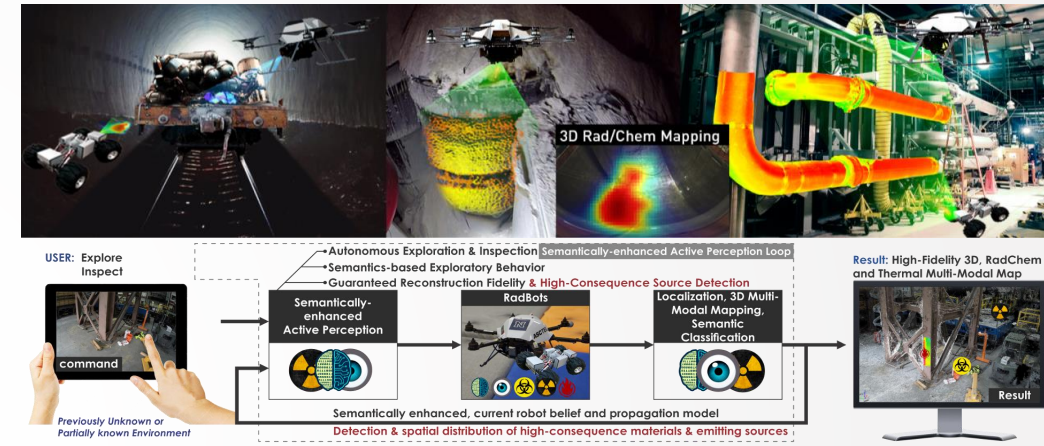 3D Rad/Chem Mapping
USER: Explore
Inspect
command
Previously Unknown or
Partially known Environment
Autonomous Exploration & Inspection
Semantically-enhanced Active Perception Loop
Semantics-based Exploratory Behavior
Guaranteed Reconstruction Fidelity & High-Consequence Source Detection
Semantically-
enhanced
Active Perception
RadBots
Localization, 3D Multi-
Modal Mapping,
Semantic
Classification
Semantically enhanced, current robot belief and propagation model
Detection & spatial distribution of high-consequence materials & emitting sources
Result: High-Fidelity 3D, RadChem
and Thermal Multi-Modal Map
Result